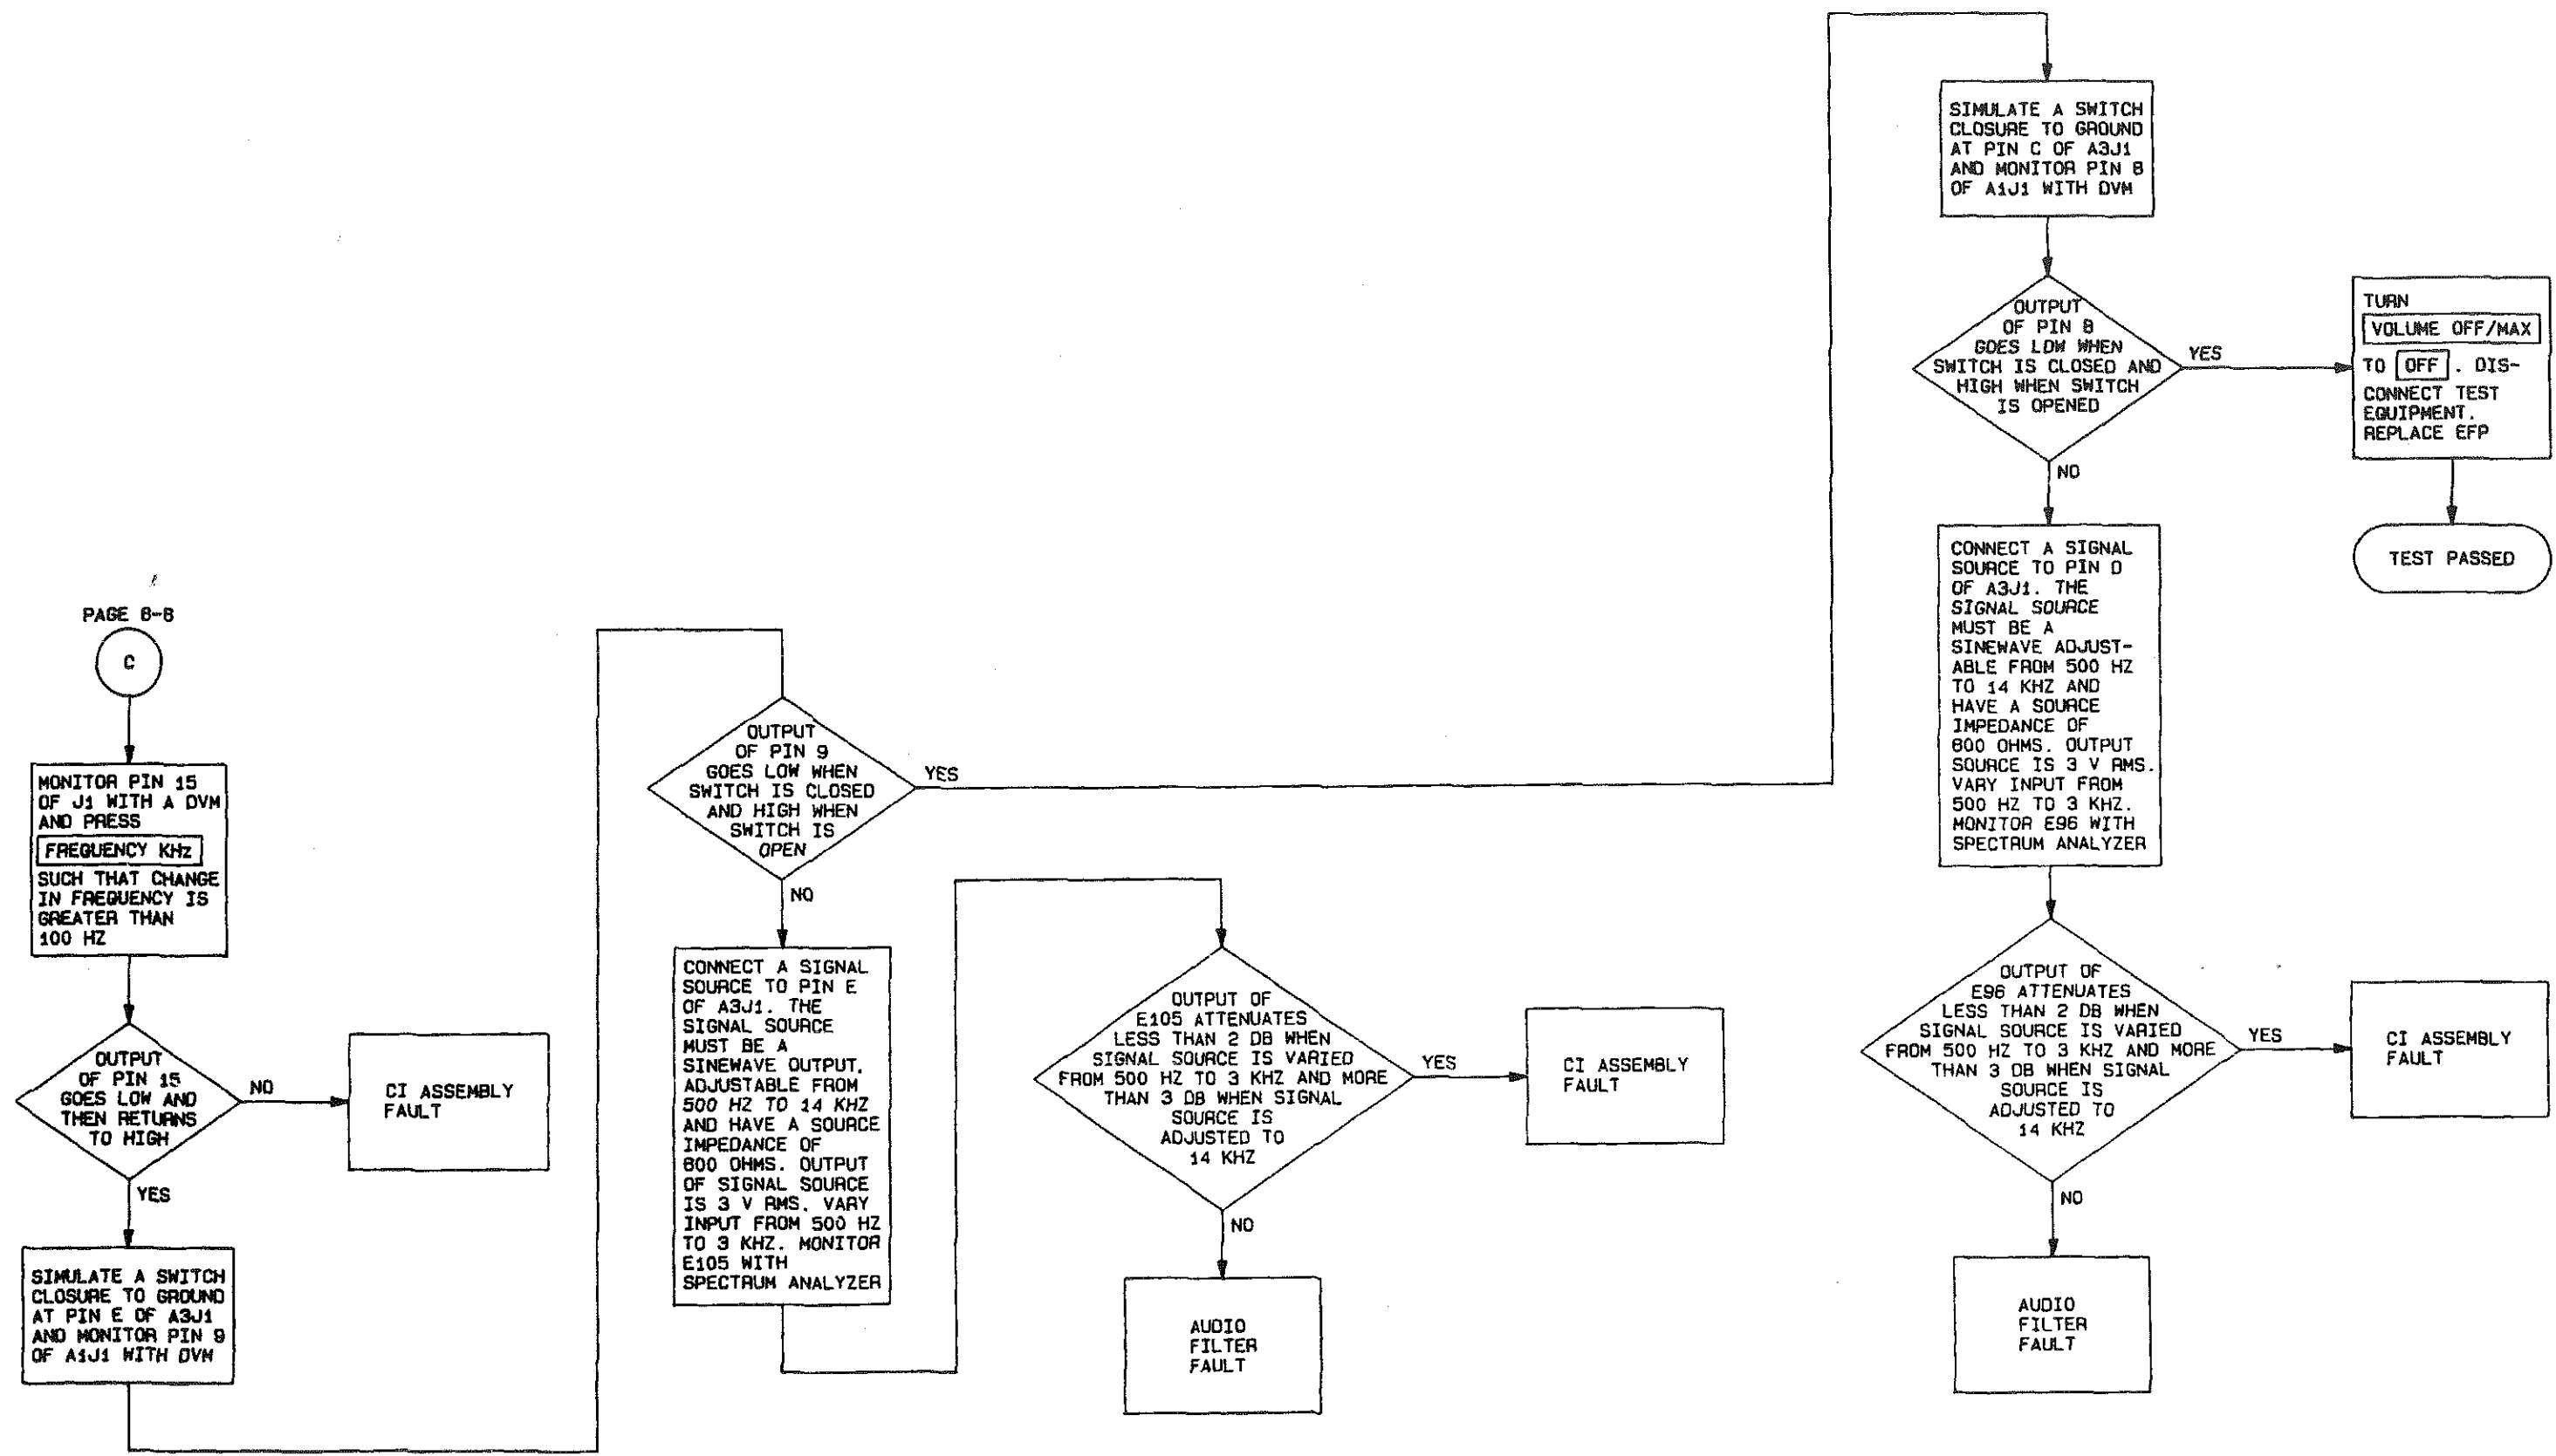 PAGE 8-8
C
MONITOR PIN 15
OF J1 WITH A DVM
AND PRESS
FREQUENCY KHz
SUCH THAT CHANGE
IN FREQUENCY IS
GREATER THAN
100 HZ
OUTPUT
OF PIN 15
GOES LOW AND
THEN RETURNS
TO HIGH
NO
CI ASSEMBLY
FAULT
YES
SIMULATE A SWITCH
CLOSURE TO GROUND
AT PIN E OF A3J1
AND MONITOR PIN 9
OF A1J1 WITH DVM
OUTPUT
OF PIN 9
GOES LOW WHEN
SWITCH IS CLOSED
AND HIGH WHEN
SWITCH IS
OPEN
YES
NO
CONNECT A SIGNAL
SOURCE TO PIN E
OF A3J1. THE
SIGNAL SOURCE
MUST BE A
SINEWAVE OUTPUT,
ADJUSTABLE FROM
500 HZ TO 14 KHZ
AND HAVE A SOURCE
IMPEDANCE OF
600 OHMS. OUTPUT
OF SIGNAL SOURCE
IS 3 V RMS. VARY
INPUT FROM 500 HZ
TO 3 KHZ. MONITOR
E105 WITH
SPECTRUM ANALYZER
OUTPUT OF
E105 ATTENUATES
LESS THAN 2 DB WHEN
SIGNAL SOURCE IS VARIED
FROM 500 HZ TO 3 KHZ AND MORE
THAN 3 DB WHEN SIGNAL
SOURCE IS
ADJUSTED TO
14 KHZ
YES
CI ASSEMBLY
FAULT
NO
AUDIO
FILTER
FAULT
SIMULATE A SWITCH
CLOSURE TO GROUND
AT PIN C OF A3J1
AND MONITOR PIN 8
OF A1J1 WITH DVM
OUTPUT
OF PIN 8
GOES LOW WHEN
SWITCH IS CLOSED AND
HIGH WHEN SWITCH
IS OPENED
YES
TURN
VOLUME OFF/MAX
TO OFF . DIS-
CONNECT TEST
EQUIPMENT.
REPLACE EFP
TEST PASSED
NO
CONNECT A SIGNAL
SOURCE TO PIN D
OF A3J1. THE
SIGNAL SOURCE
MUST BE A
SINEWAVE ADJUST-
ABLE FROM 500 HZ
TO 14 KHZ AND
HAVE A SOURCE
IMPEDANCE OF
600 OHMS. OUTPUT
SOURCE IS 3 V RMS.
VARY INPUT FROM
500 HZ TO 3 KHZ.
MONITOR E96 WITH
SPECTRUM ANALYZER
OUTPUT OF
E96 ATTENUATES
LESS THAN 2 DB WHEN
SIGNAL SOURCE IS VARIED
FROM 500 HZ TO 3 KHZ AND MORE
THAN 3 DB WHEN SIGNAL
SOURCE IS
ADJUSTED TO
14 KHZ
YES
CI ASSEMBLY
FAULT
NO
AUDIO
FILTER
FAULT